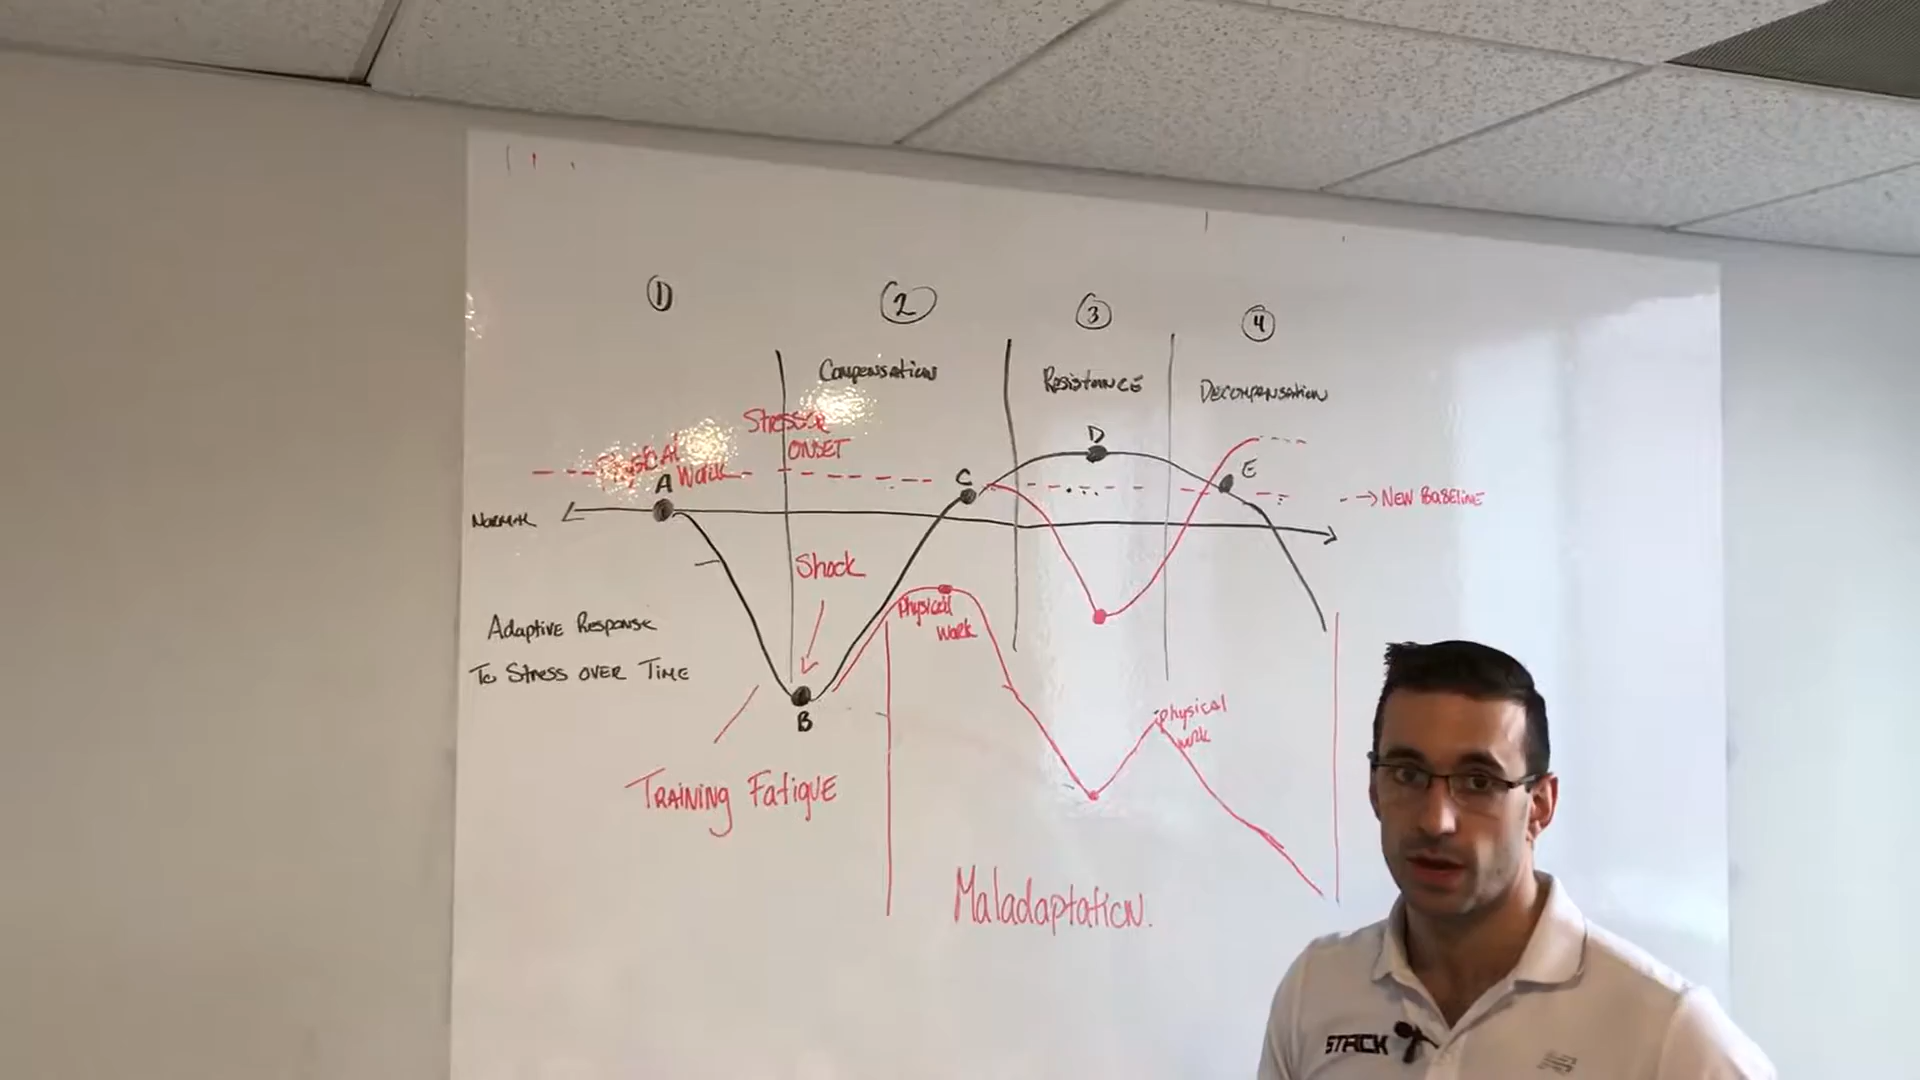 1
2
3
4
Compensation
Resistance
Decompensation
Stressor
ONSET
Physical
Work
A
C
D
E
New Baseline
Normal
Shock
Physical
Work
Adaptive Response
To Stress over Time
B
Physical
work
Training Fatigue
Maladaptation.
STACK